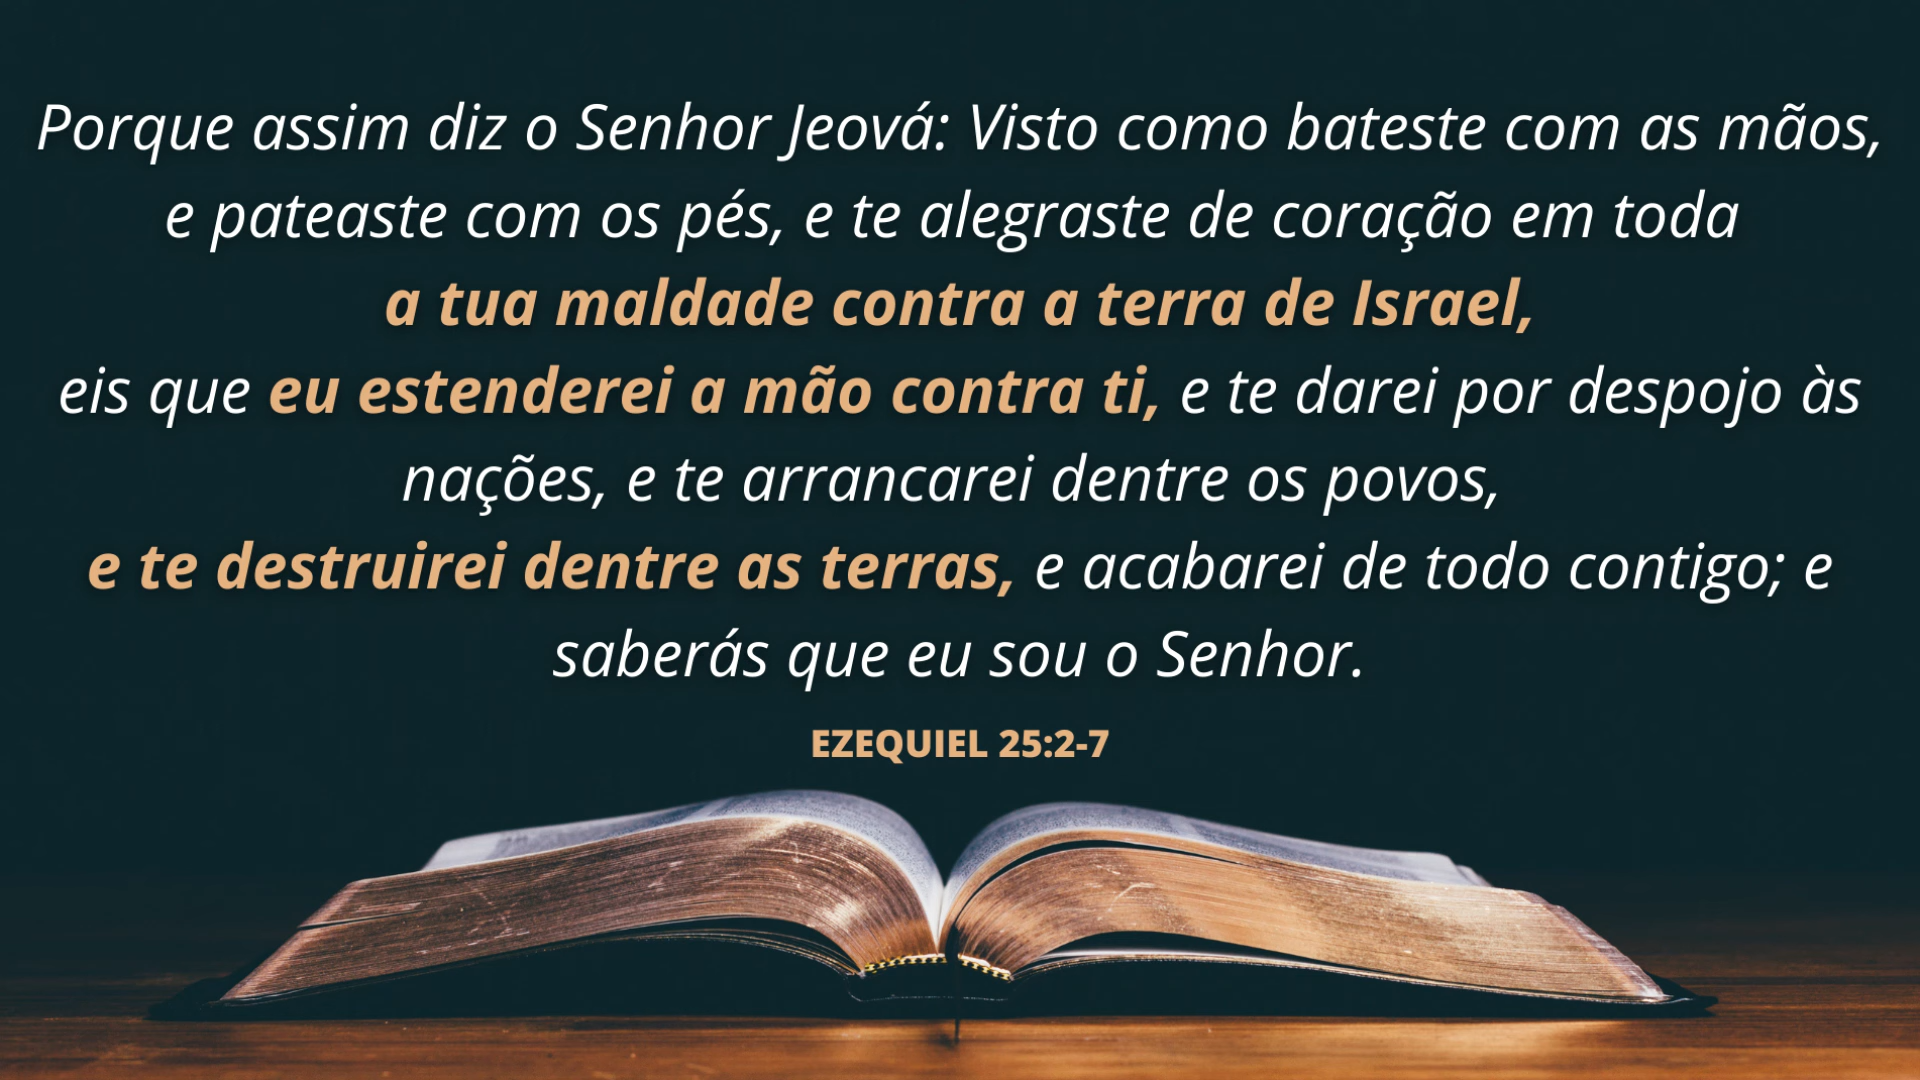 Porque assim diz o Senhor Jeová: Visto como bateste com as mãos,
e pateaste com os pés, e te alegraste de coração em toda
a tua maldade contra a terra de Israel,
eis que eu estenderei a mão contra ti, e te darei por despojo às
nações, e te arrancarei dentre os povos,
e te destruirei dentre as terras, e acabarei de todo contigo; e
saberás que eu sou o Senhor.
EZEQUIEL 25:2-7